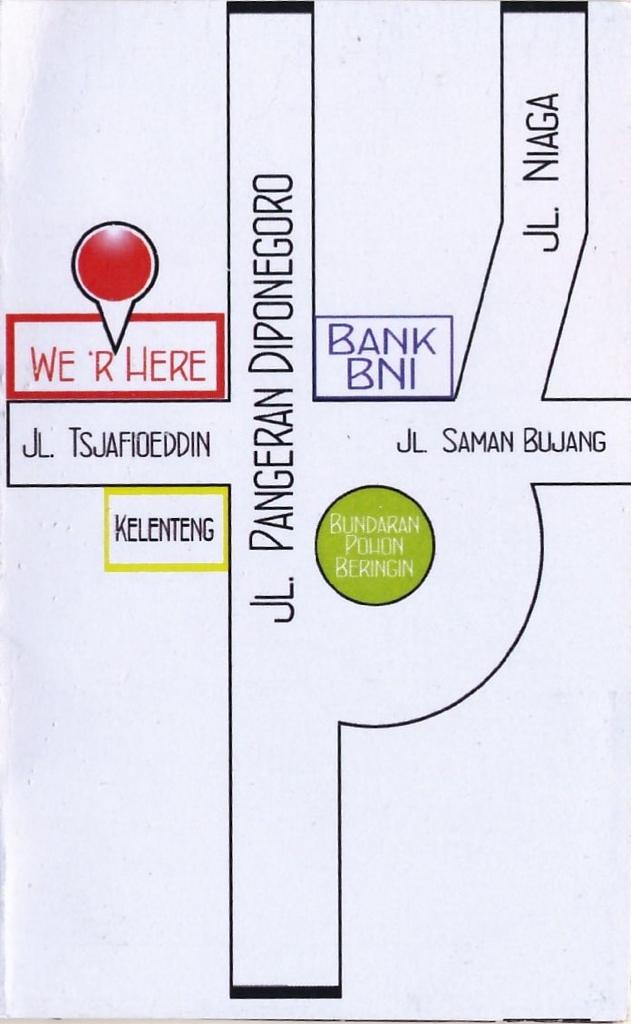 JL. NIAGA
JL. PANGERAN DIPONEGORO
WE 'R HERE
BANK
BNI
JL. TSJAFIOEDDIN
JL. SAMAN BUJANG
KELENTENG
BUNDARAN
POHON
BERINGIN